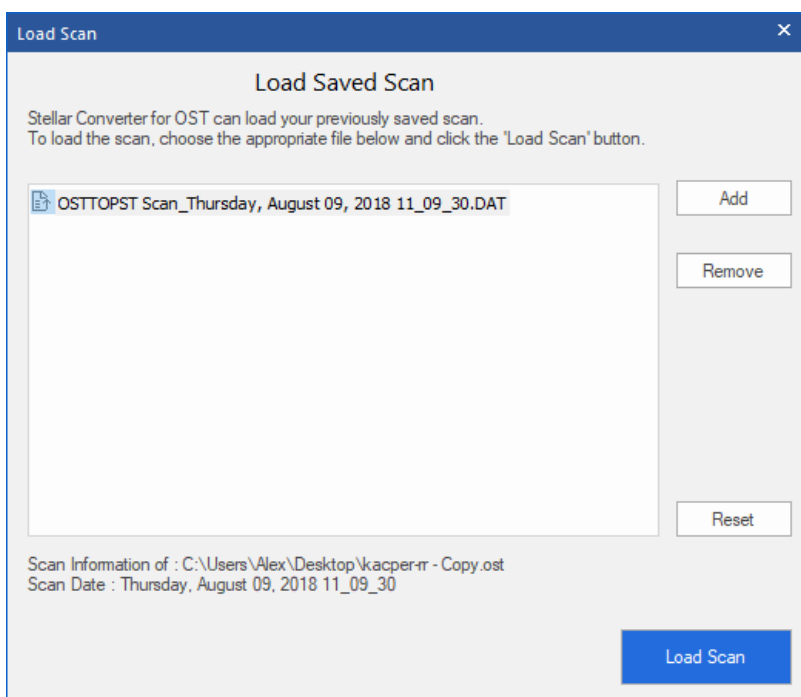 Load Scan
Load Saved Scan
Stellar Converter for OST can load your previously saved scan.
To load the scan, choose the appropriate file below and click the 'Load Scan' button.
OSTTOPST Scan_Thursday, August 09, 2018 11_09_30.DAT
Add
Remove
Reset
Scan Information of : C:\Users\Alex\Desktop\kacper-rr - Copy.ost
Scan Date : Thursday, August 09, 2018 11_09_30
Load Scan